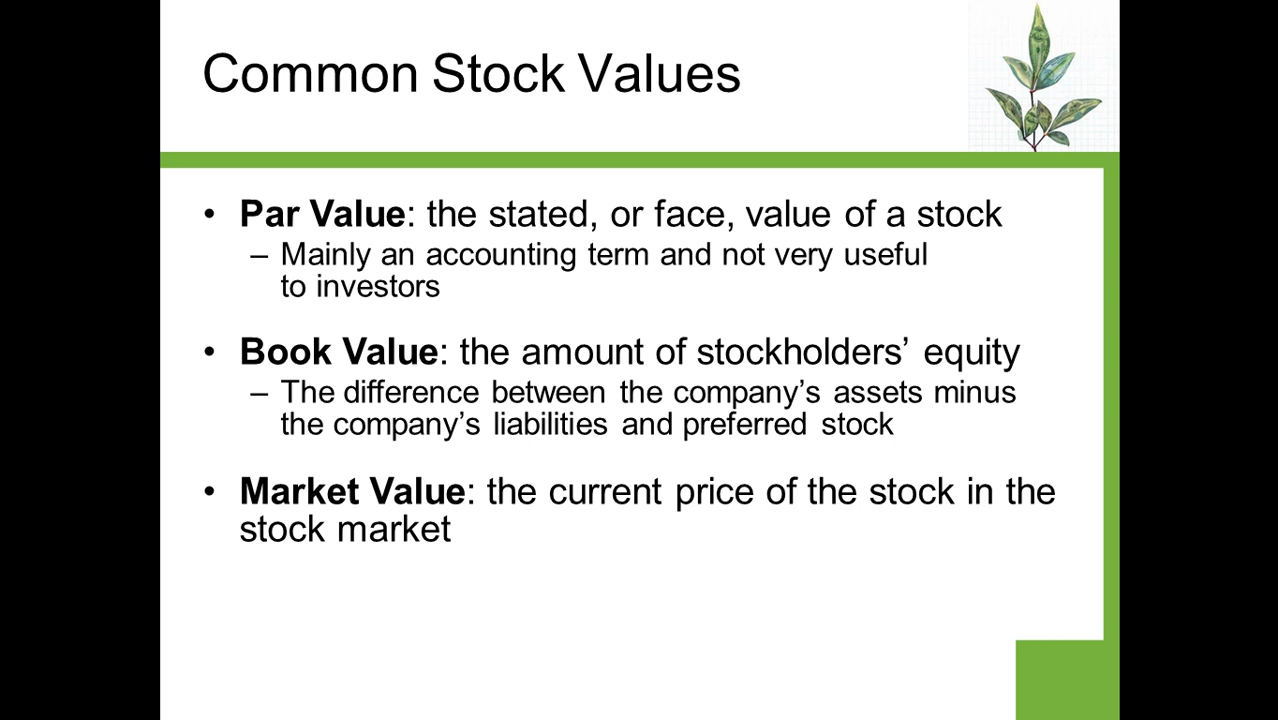 Common Stock Values
• Par Value: the stated, or face, value of a stock
– Mainly an accounting term and not very useful
to investors
• Book Value: the amount of stockholders’ equity
– The difference between the company’s assets minus
the company’s liabilities and preferred stock
• Market Value: the current price of the stock in the
stock market